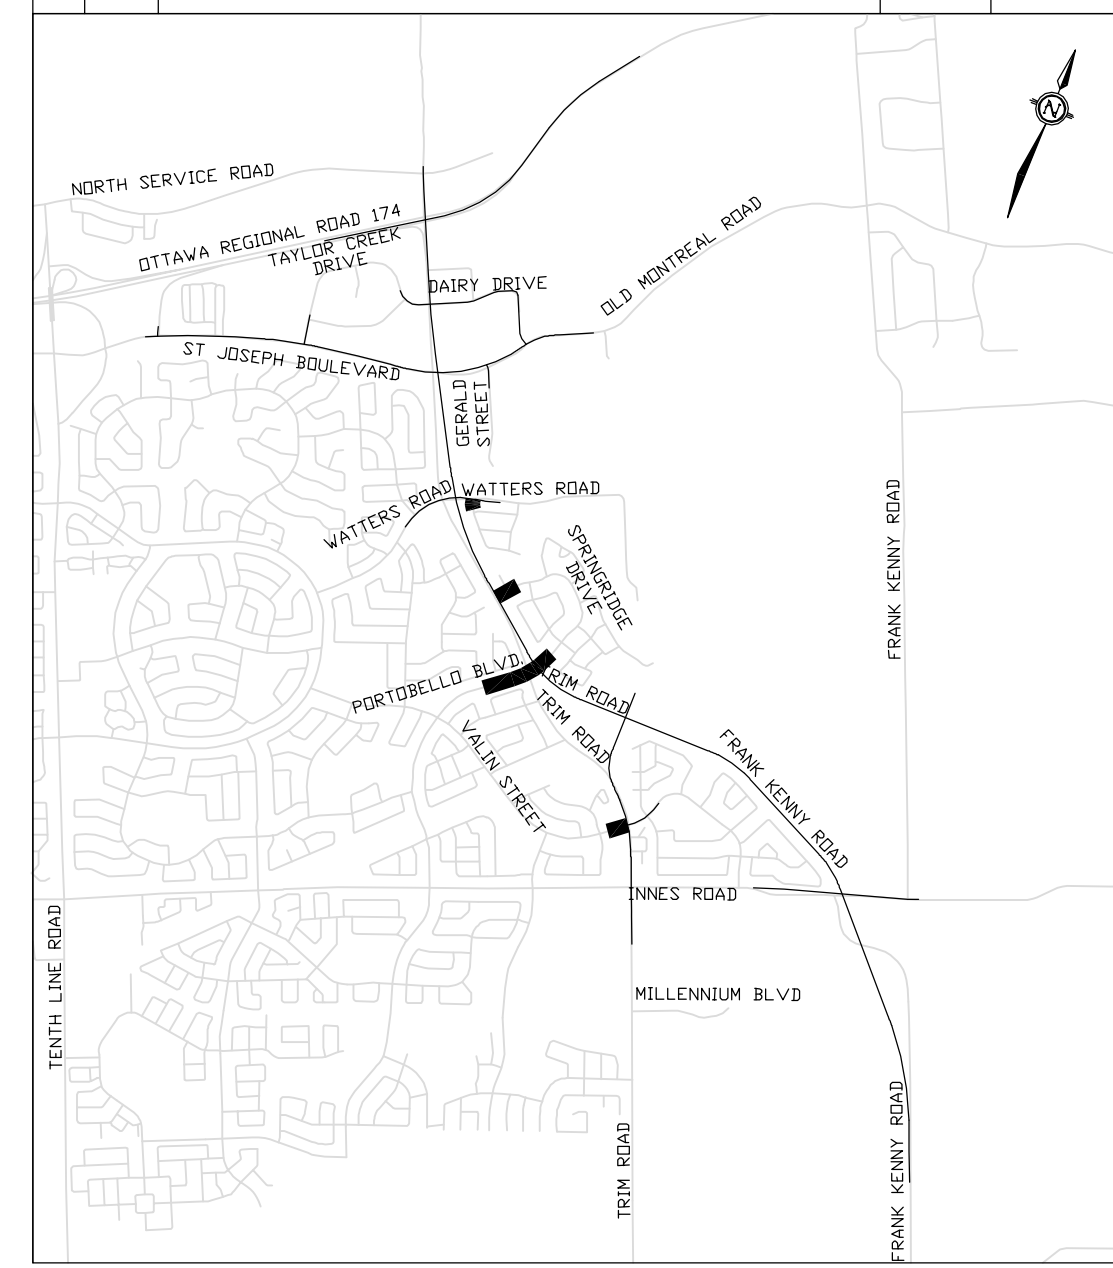 N
NORTH SERVICE ROAD
OTTAWA REGIONAL ROAD 174
TAYLOR CREEK
DRIVE
DAIRY DRIVE
OLD MONTREAL ROAD
ST JOSEPH BOULEVARD
GERALD
STREET
WATTERS ROAD
WATTERS ROAD
SPRINGRIDGE
DRIVE
FRANK KENNY ROAD
PORTOBELLO BLVD.
TRIM ROAD
TRIM ROAD
VALIN STREET
FRANK KENNY ROAD
INNES ROAD
TENTH LINE ROAD
MILLENNIUM BLVD
TRIM ROAD
FRANK KENNY ROAD